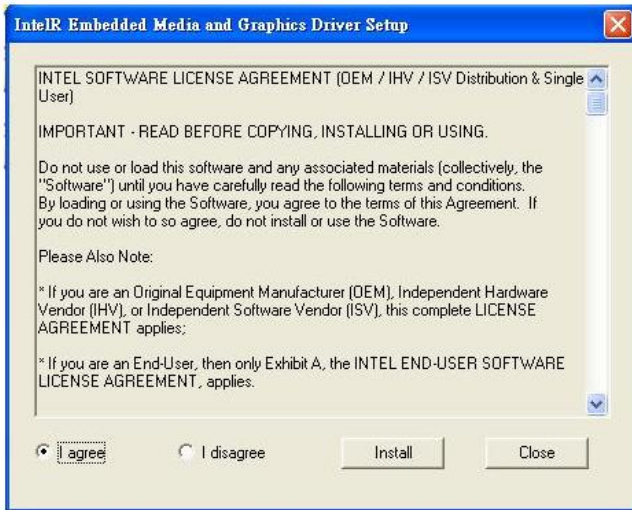 IntelR Embedded Media and Graphics Driver Setup
INTEL SOFTWARE LICENSE AGREEMENT (OEM / IHV / ISV Distribution & Single
User)
IMPORTANT - READ BEFORE COPYING, INSTALLING OR USING.
Do not use or load this software and any associated materials (collectively, the
"Software") until you have carefully read the following terms and conditions.
By loading or using the Software, you agree to the terms of this Agreement. If
you do not wish to so agree, do not install or use the Software.
Please Also Note:
* If you are an Original Equipment Manufacturer (OEM), Independent Hardware
Vendor (IHV), or Independent Software Vendor (ISV), this complete LICENSE
AGREEMENT applies;
* If you are an End-User, then only Exhibit A, the INTEL END-USER SOFTWARE
LICENSE AGREEMENT, applies.
I agree
I disagree
Install
Close